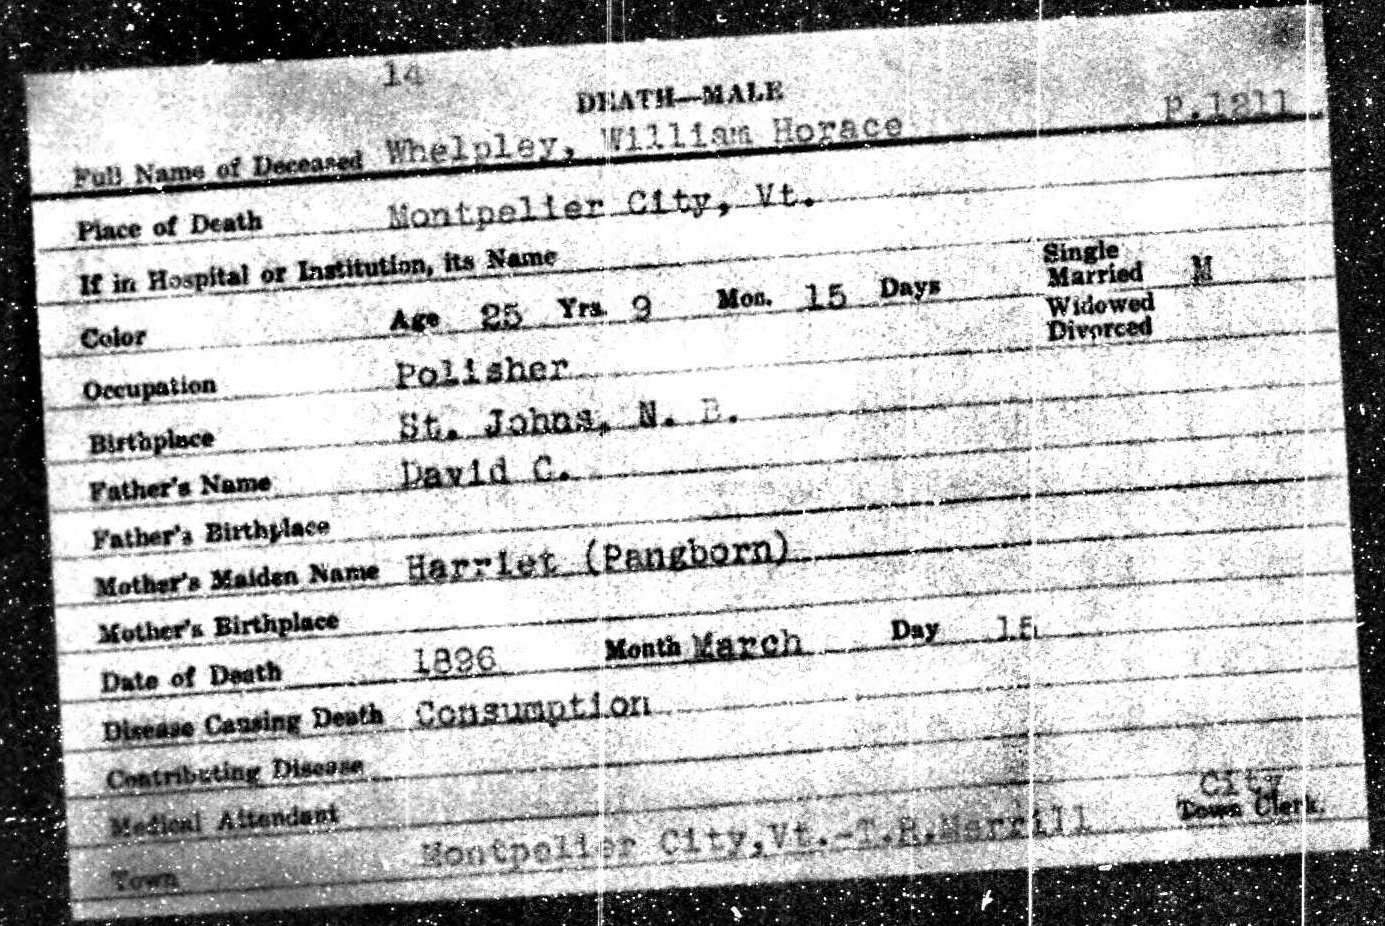 14
DEATH—MALE
Full Name of Deceased Whelpley, William Horace P.1211
Place of Death Montpelier City, Vt.
If in Hospital or Institution, its Name
Single
Married M
Widowed
Divorced
Color Age 25 Yrs. 9 Mos. 15 Days
Occupation Polisher
Birthplace St. Johns, N. B.
Father's Name David C.
Father's Birthplace
Mother's Maiden Name Harriet (Pangborn)
Mother's Birthplace
Date of Death 1896 Month March Day
Disease Causing Death Consumption
Contributing Disease
Medical Attendant
City
Town Clerk.
Town Montpelier City, Vt.-T.R.Merrill